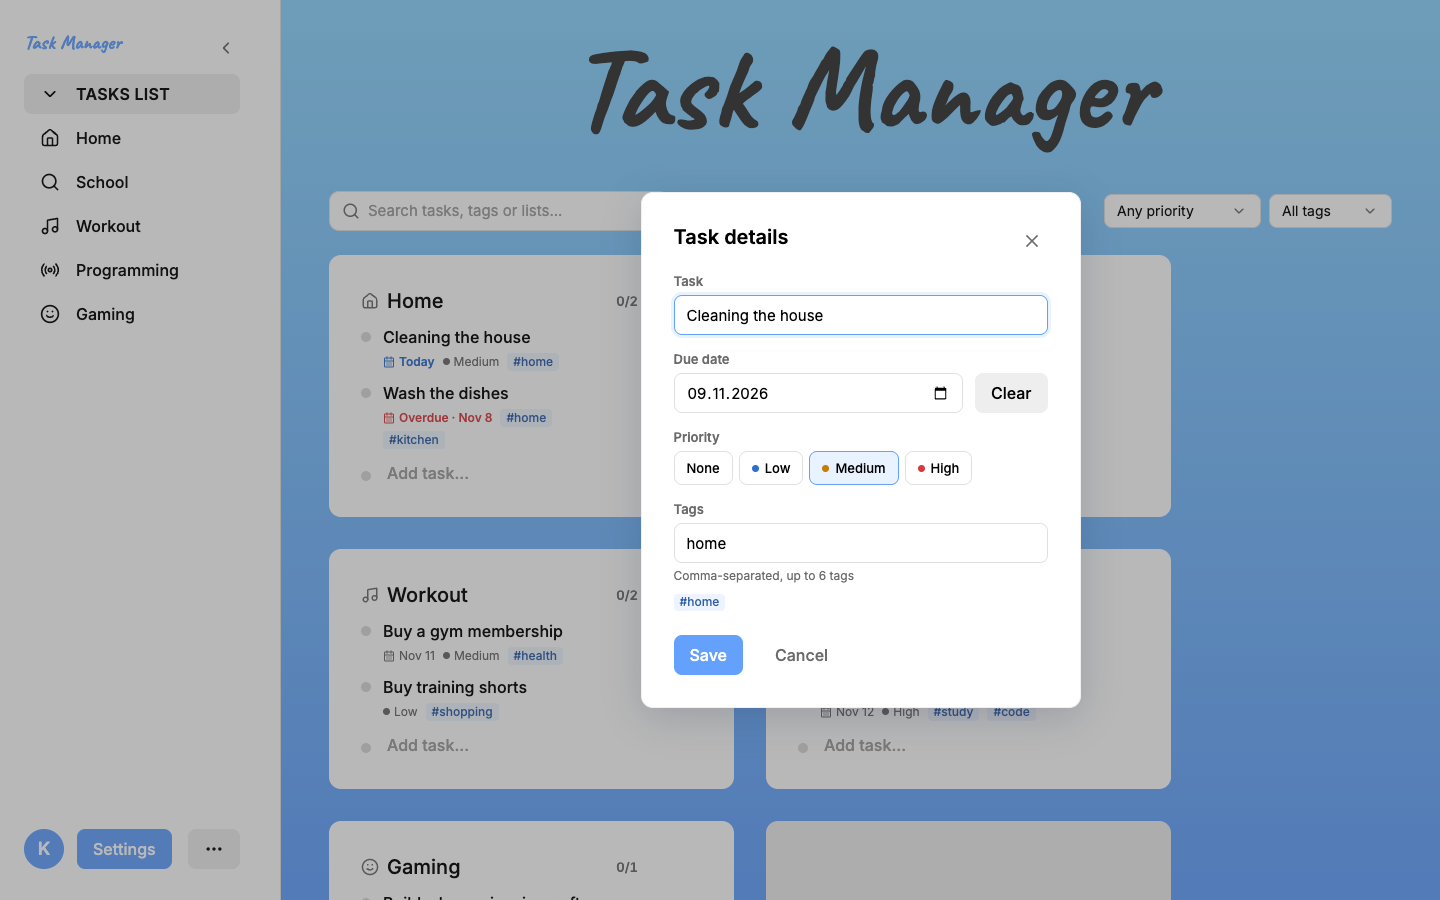 Task Manager
TASKS LIST
Home
School
Workout
Programming
Gaming
K
Settings
Task Manager
Search tasks, tags or lists...
Any priority
All tags
Home
0/2
Cleaning the house
Today
Medium
#home
Wash the dishes
Overdue · Nov 8
#home
#kitchen
Add task...
Workout
0/2
Buy a gym membership
Nov 11
Medium
#health
Buy training shorts
Low
#shopping
Add task...
Nov 12
High
#study
#code
Add task...
Gaming
0/1
Task details
Task
Cleaning the house
Due date
09.11.2026
Clear
Priority
None
Low
Medium
High
Tags
home
Comma-separated, up to 6 tags
#home
Save
Cancel